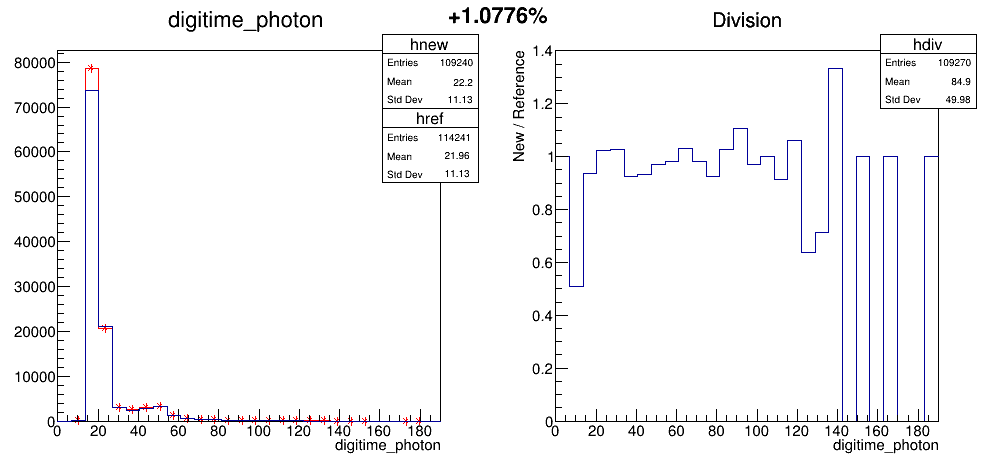 +1.0776%
digitime_photon
hnew
Entries 109240
Mean 22.2
Std Dev 11.13
href
Entries 114241
Mean 21.96
Std Dev 11.13
80000
70000
60000
50000
40000
30000
20000
10000
0
0 20 40 60 80 100 120 140 160 180
digitime_photon
Division
hdiv
Entries 109270
Mean 84.9
Std Dev 49.98
New / Reference
1.4
1.2
1
0.8
0.6
0.4
0.2
0
0 20 40 60 80 100 120 140 160 180
digitime_photon